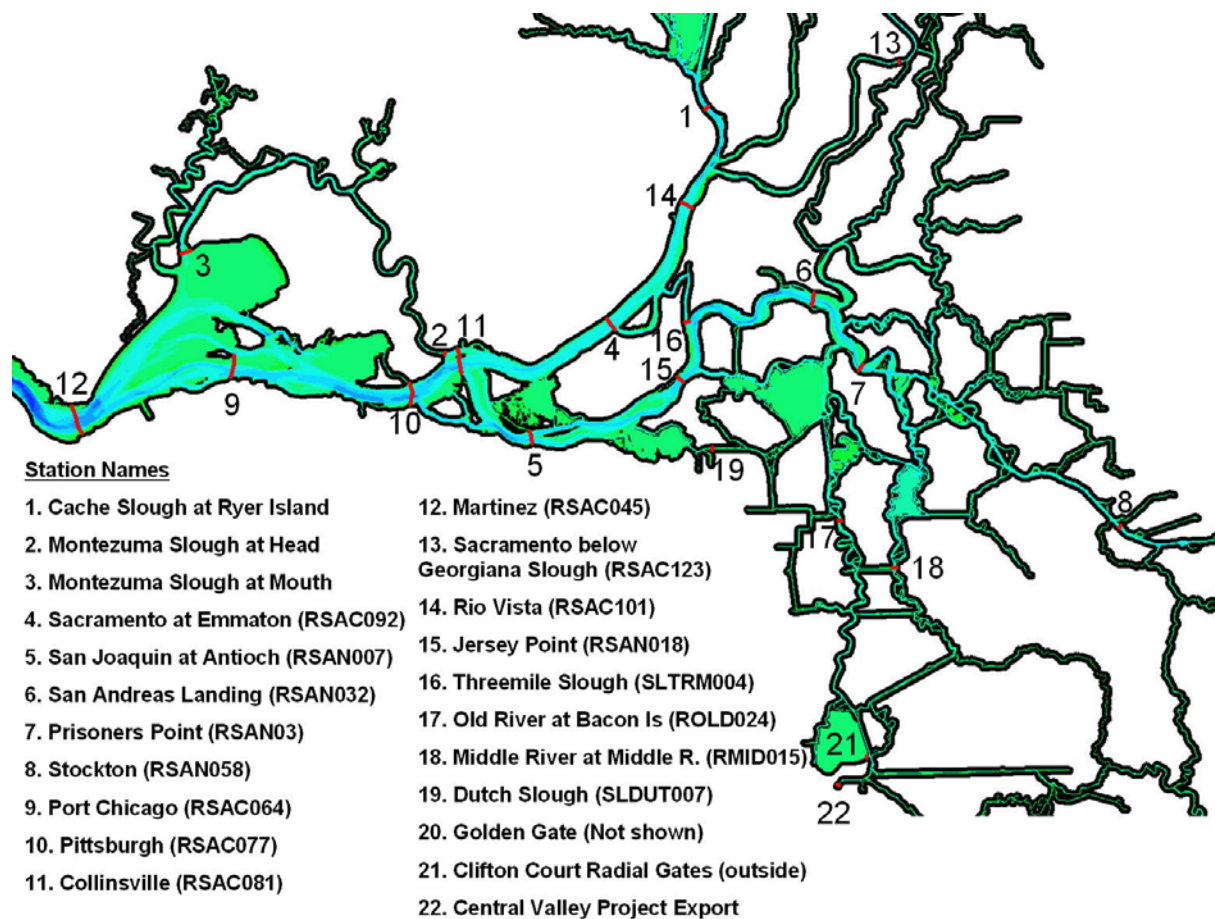 13
1
14
3
6
2
11
4
16
15
7
12
9
10
5
19
8
17
18
21
22
Station Names
1. Cache Slough at Ryer Island
2. Montezuma Slough at Head
3. Montezuma Slough at Mouth
4. Sacramento at Emmaton (RSAC092)
5. San Joaquin at Antioch (RSAN007)
6. San Andreas Landing (RSAN032)
7. Prisoners Point (RSAN03)
8. Stockton (RSAN058)
9. Port Chicago (RSAC064)
10. Pittsburgh (RSAC077)
11. Collinsville (RSAC081)
12. Martinez (RSAC045)
13. Sacramento below
Georgiana Slough (RSAC123)
14. Rio Vista (RSAC101)
15. Jersey Point (RSAN018)
16. Threemile Slough (SLTRM004)
17. Old River at Bacon Is (ROLD024)
18. Middle River at Middle R. (RMID015)
19. Dutch Slough (SLDUT007)
20. Golden Gate (Not shown)
21. Clifton Court Radial Gates (outside)
22. Central Valley Project Export